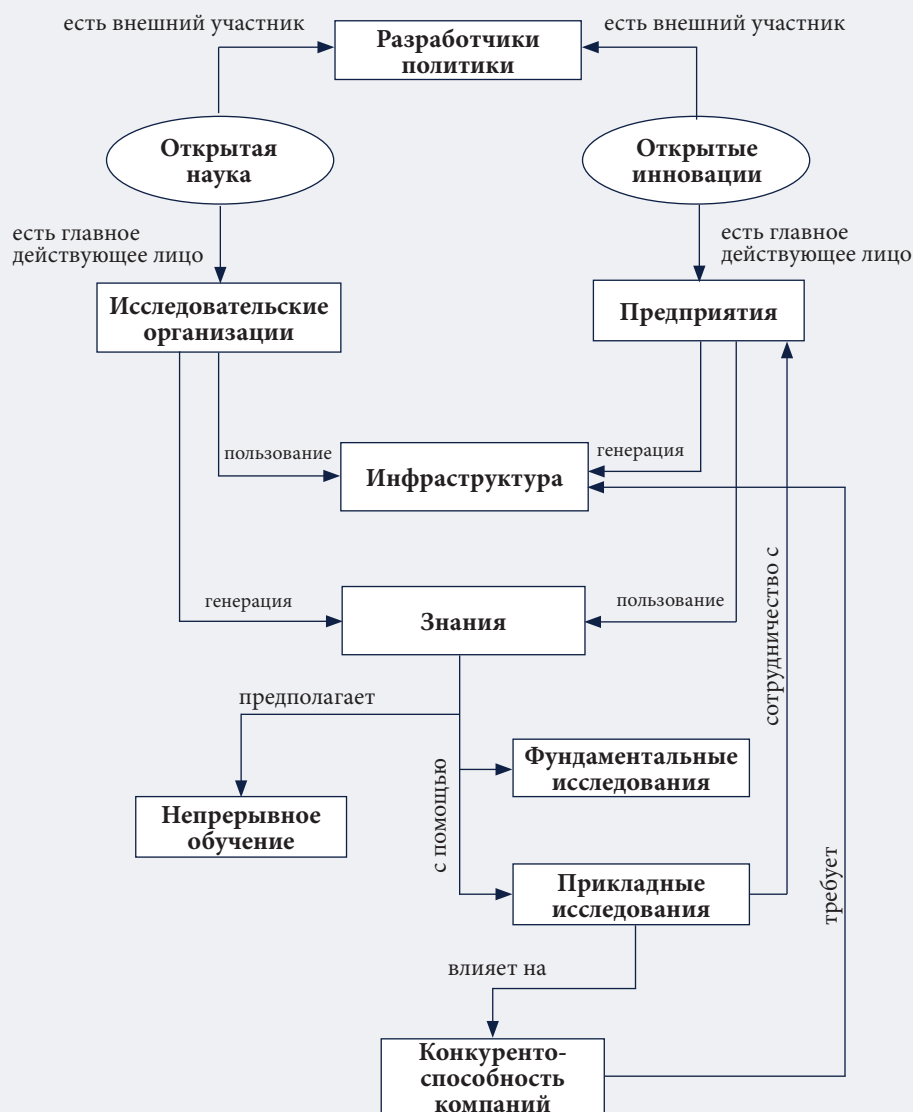 есть внешний участник
Разработчики
политики
есть внешний участник
Открытая
наука
Открытые
инновации
есть главное
действующее лицо
есть главное
действующее лицо
Исследовательские
организации
Предприятия
пользование
Инфраструктура
генерация
генерация
Знания
пользование
сотрудничество с
предполагает
Фундаментальные
исследования
с помощью
Непрерывное
обучение
Прикладные
исследования
требует
влияет на
Конкуренто-
способность
компаний